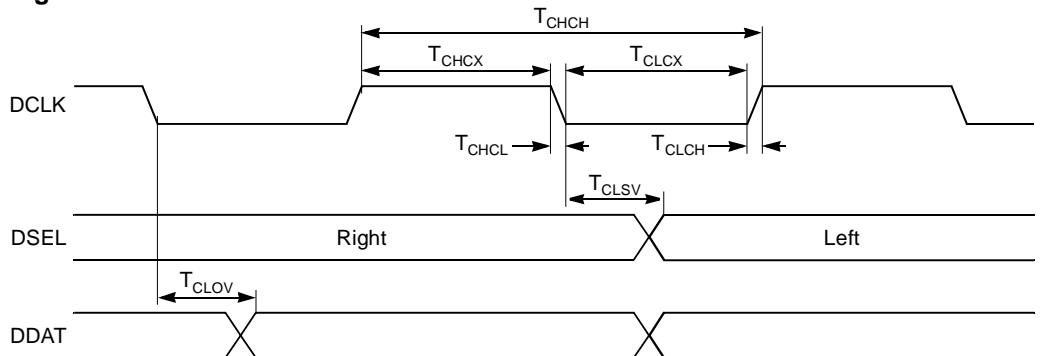 T_CHCH
T_CHCX T_CLCX
DCLK
T_CHCL T_CLCH
T_CLSV
DSEL Right Left
T_CLOV
DDAT